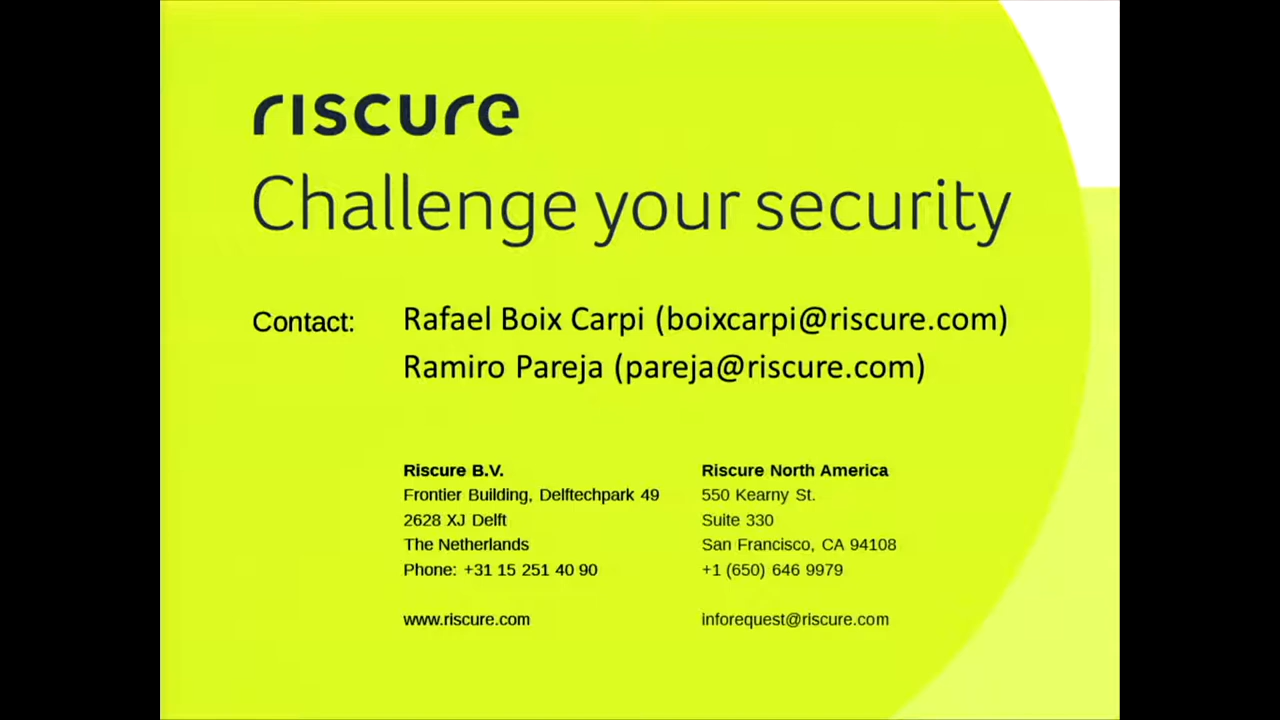 riscure
Challenge your security
Contact:
Rafael Boix Carpi (boixcarpi@riscure.com)
Ramiro Pareja (pareja@riscure.com)
Riscure B.V.
Frontier Building, Delftechpark 49
2628 XJ Delft
The Netherlands
Phone: +31 15 251 40 90
www.riscure.com
Riscure North America
550 Kearny St.
Suite 330
San Francisco, CA 94108
+1 (650) 646 9979
inforequest@riscure.com